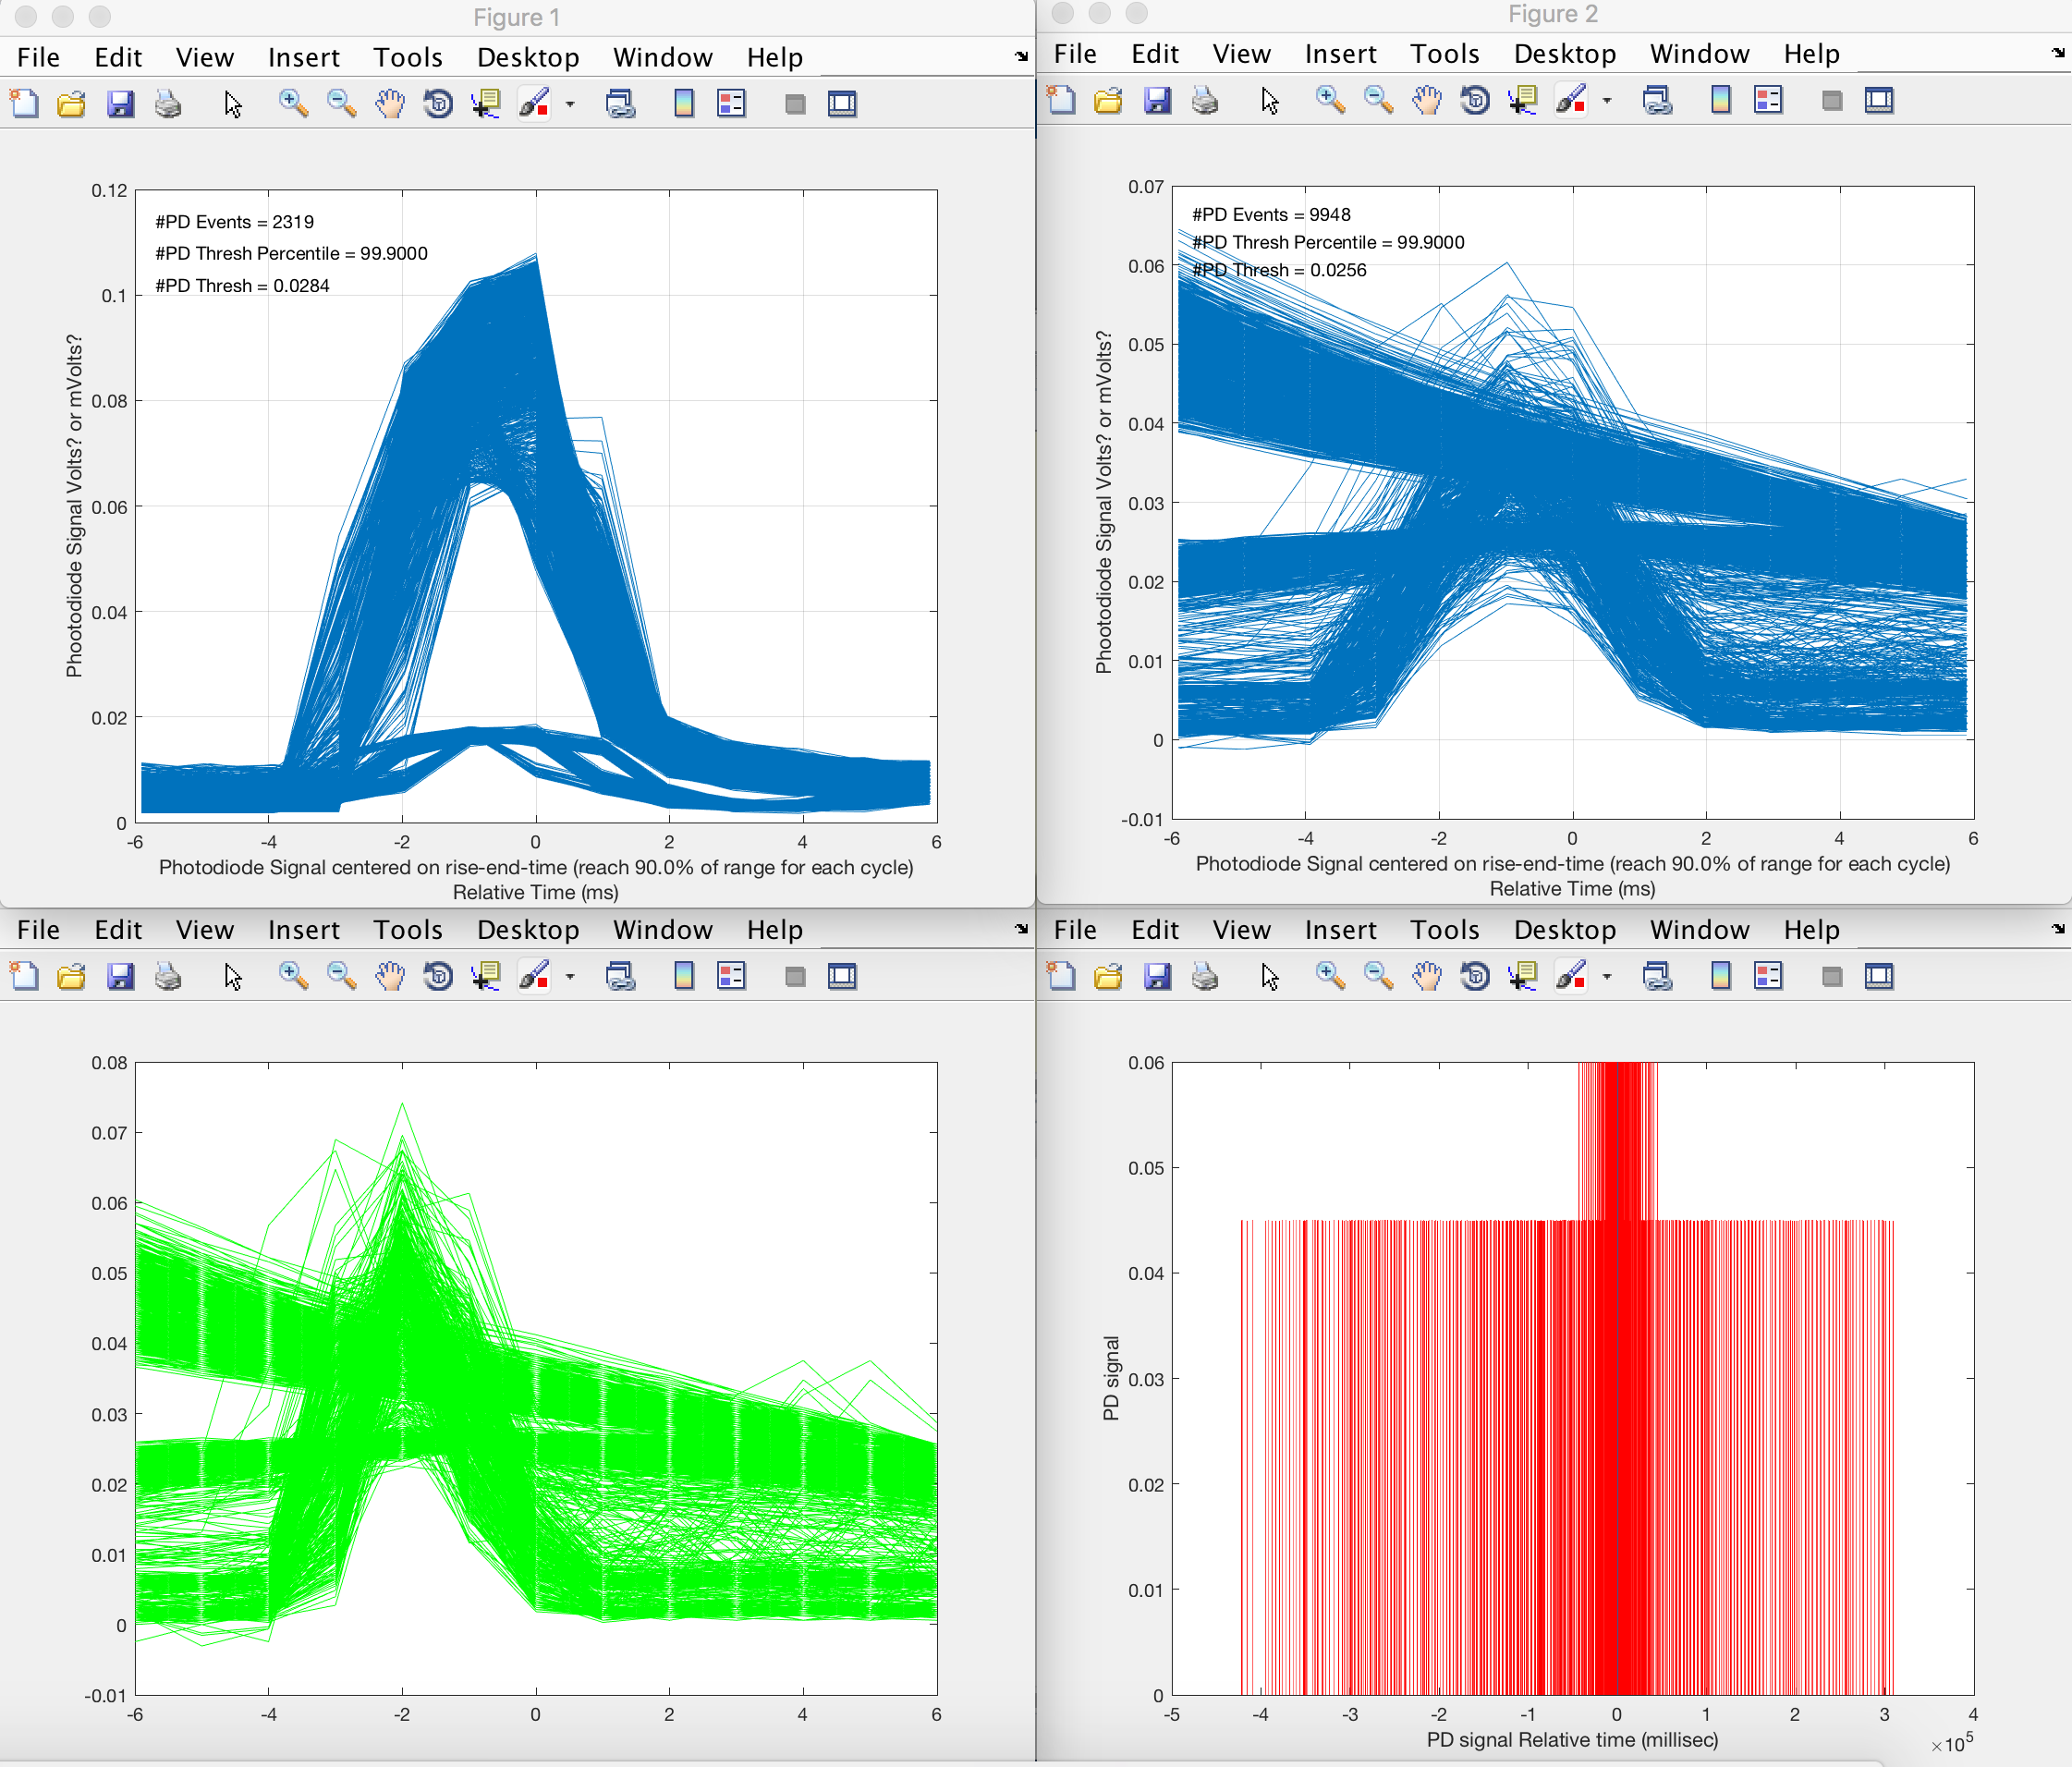 Figure 1
File Edit View Insert Tools Desktop Window Help
0.12
0.1
0.08
0.06
0.04
0.02
0
#PD Events = 2319
#PD Thresh Percentile = 99.9000
#PD Thresh = 0.0284
Phootodiode Signal Volts? or mVolts?
-6 -4 -2 0 2 4 6
Photodiode Signal centered on rise-end-time (reach 90.0% of range for each cycle)
Relative Time (ms)
Figure 2
File Edit View Insert Tools Desktop Window Help
0.07
0.06
0.05
0.04
0.03
0.02
0.01
0
-0.01
#PD Events = 9948
#PD Thresh Percentile = 99.9000
#PD Thresh = 0.0256
Phootodiode Signal Volts? or mVolts?
-6 -4 -2 0 2 4 6
Photodiode Signal centered on rise-end-time (reach 90.0% of range for each cycle)
Relative Time (ms)
File Edit View Insert Tools Desktop Window Help
0.08
0.07
0.06
0.05
0.04
0.03
0.02
0.01
0
-0.01
-6 -4 -2 0 2 4 6
File Edit View Insert Tools Desktop Window Help
0.06
0.05
0.04
0.03
0.02
0.01
0
PD signal
-5 -4 -3 -2 -1 0 1 2 3 4
PD signal Relative time (millisec)
×10^5